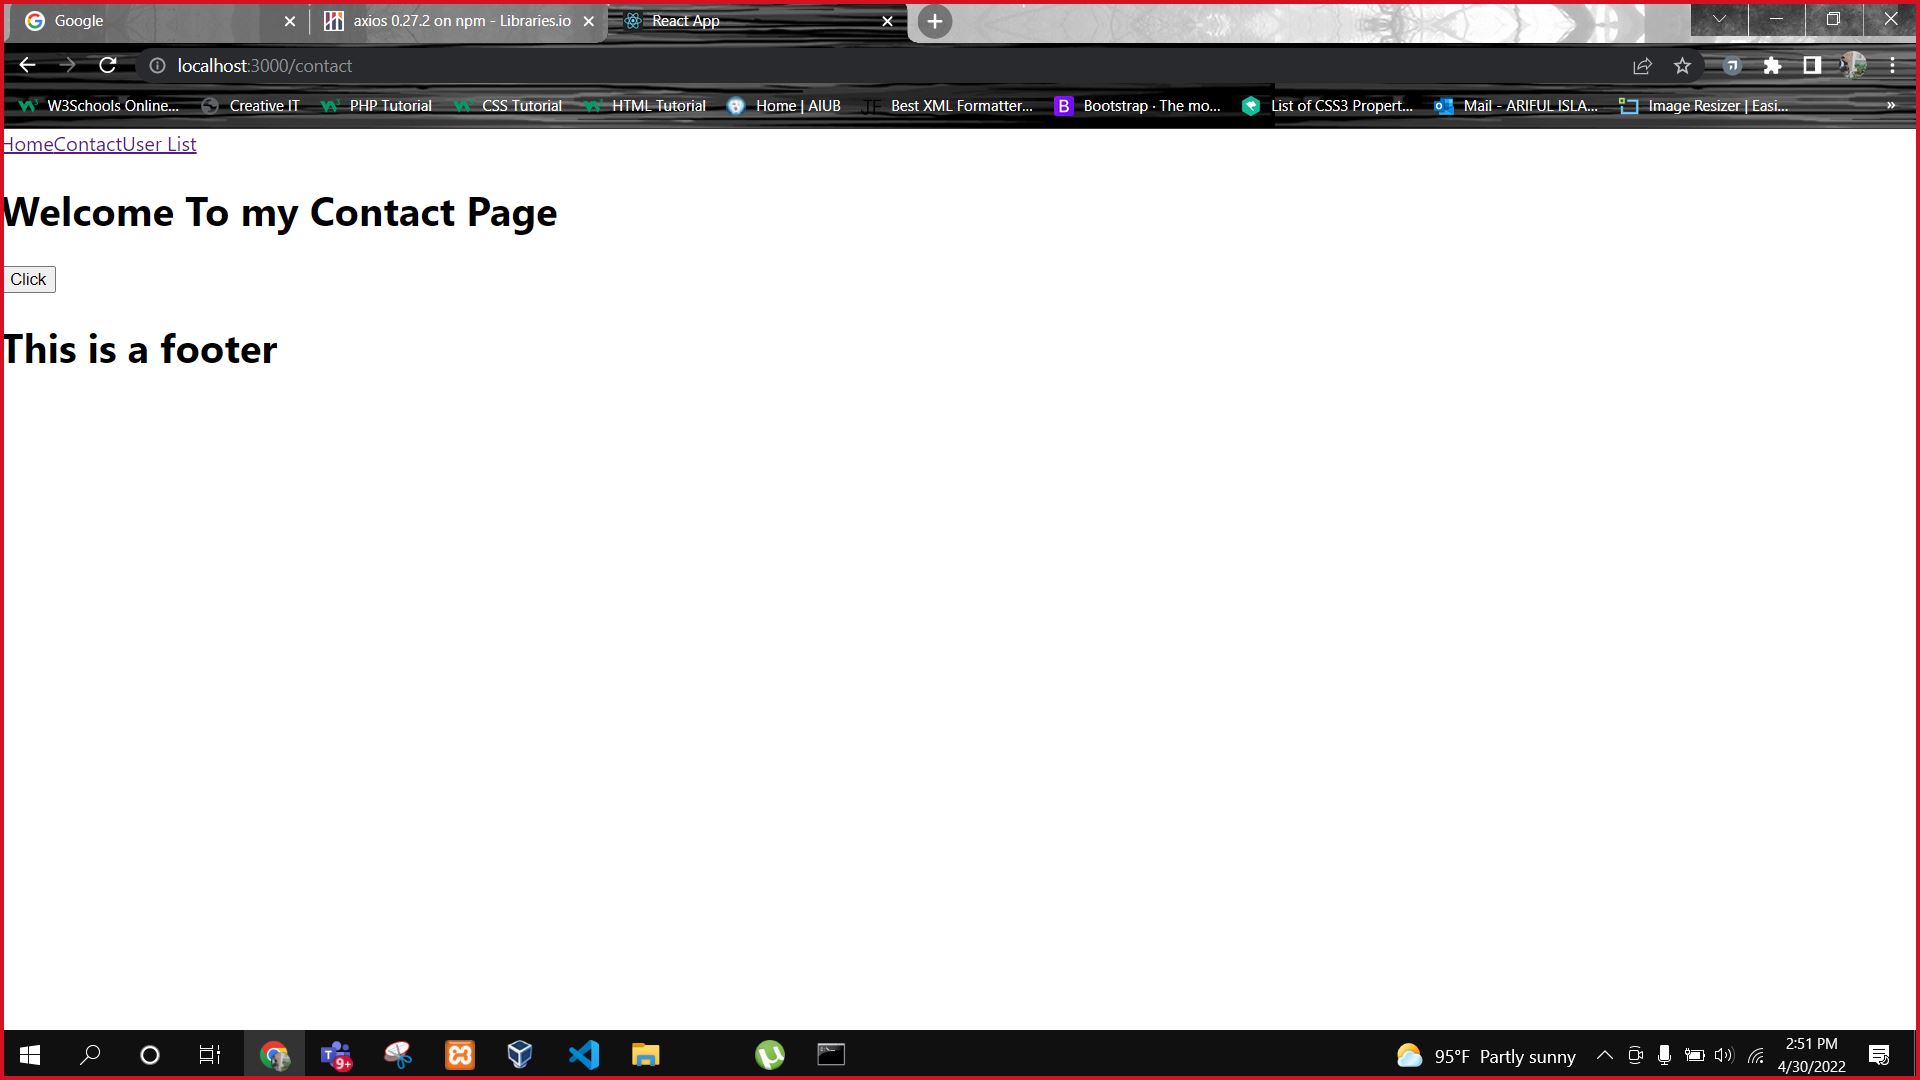 Google
axios 0.27.2 on npm - Libraries.io
React App
localhost:3000/contact
W3Schools Online...
Creative IT
PHP Tutorial
CSS Tutorial
HTML Tutorial
Home | AIUB
JF
Best XML Formatter...
B
Bootstrap · The mo...
List of CSS3 Propert...
Mail - ARIFUL ISLA...
Image Resizer | Easi...
»
HomeContactUser List
Welcome To my Contact Page
Click
This is a footer
T 9+
95°F Partly sunny
2:51 PM
4/30/2022